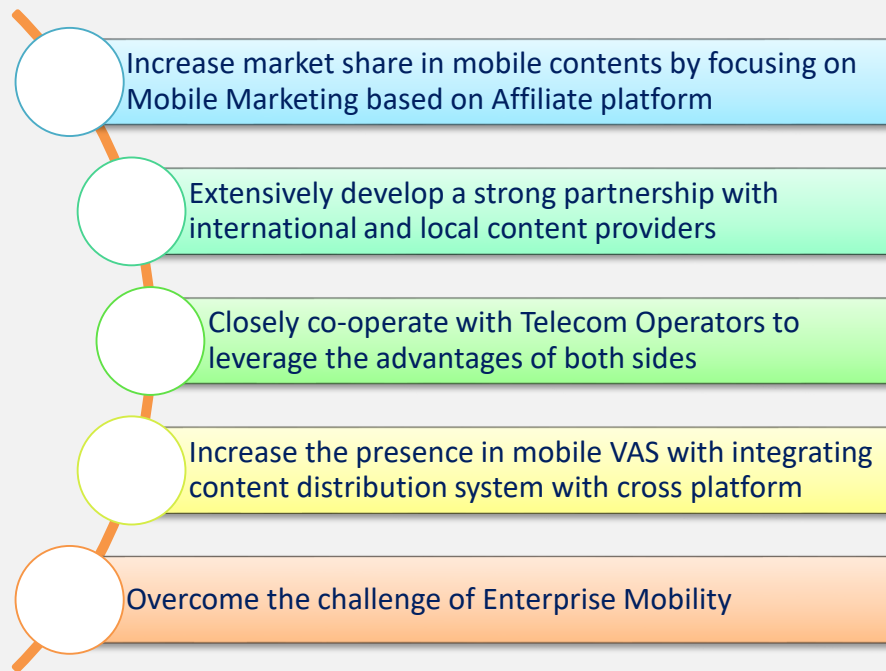 Increase market share in mobile contents by focusing on
Mobile Marketing based on Affiliate platform
Extensively develop a strong partnership with
international and local content providers
Closely co-operate with Telecom Operators to
leverage the advantages of both sides
Increase the presence in mobile VAS with integrating
content distribution system with cross platform
Overcome the challenge of Enterprise Mobility